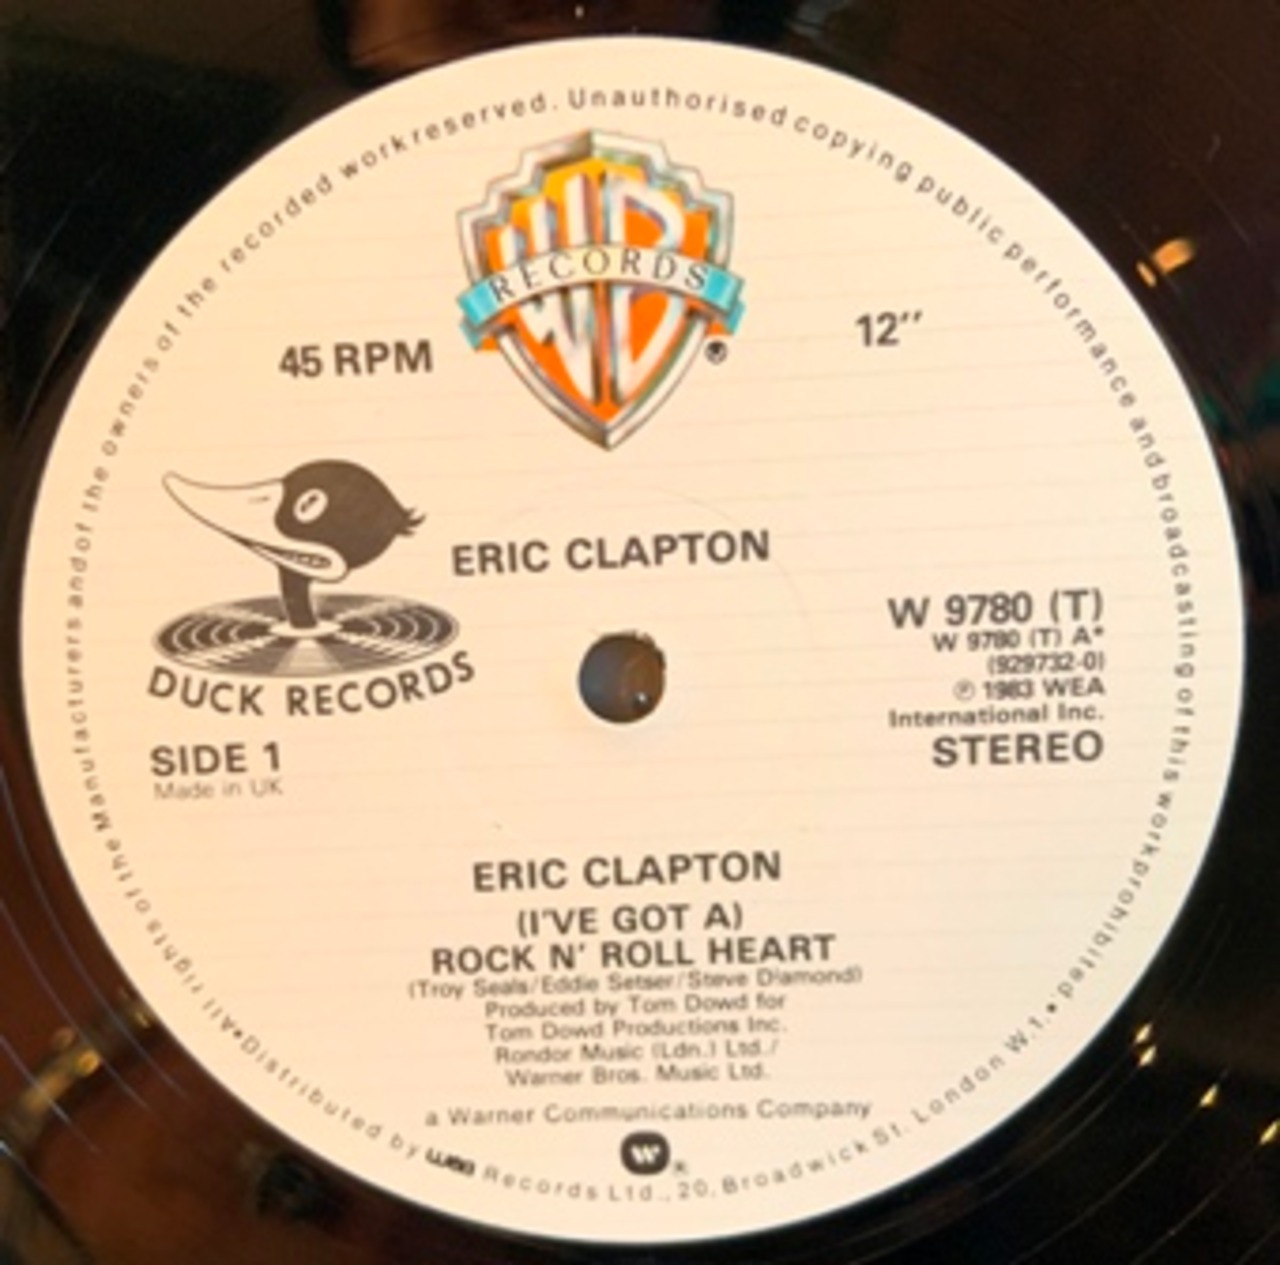 All rights of the Manufacturers and of the owners of the recorded work reserved. Unauthorised copying public performance and broadcasting of this work prohibited.
RECORDS
®
45 RPM
12"
ERIC CLAPTON
W 9780 (T)
W 9780 (T) A*
(929732-0)
℗ 1983 WEA
International Inc.
STEREO
DUCK RECORDS
SIDE 1
Made in UK
ERIC CLAPTON
(I'VE GOT A)
ROCK N' ROLL HEART
(Troy Seals/Eddie Setser/Steve Diamond)
Produced by Tom Dowd for
Tom Dowd Productions Inc.
Rondor Music (Ldn.) Ltd./
Warner Bros. Music Ltd.
a Warner Communications Company
®
• Distributed by wea Records Ltd., 20, Broadwick St. London W.1. •